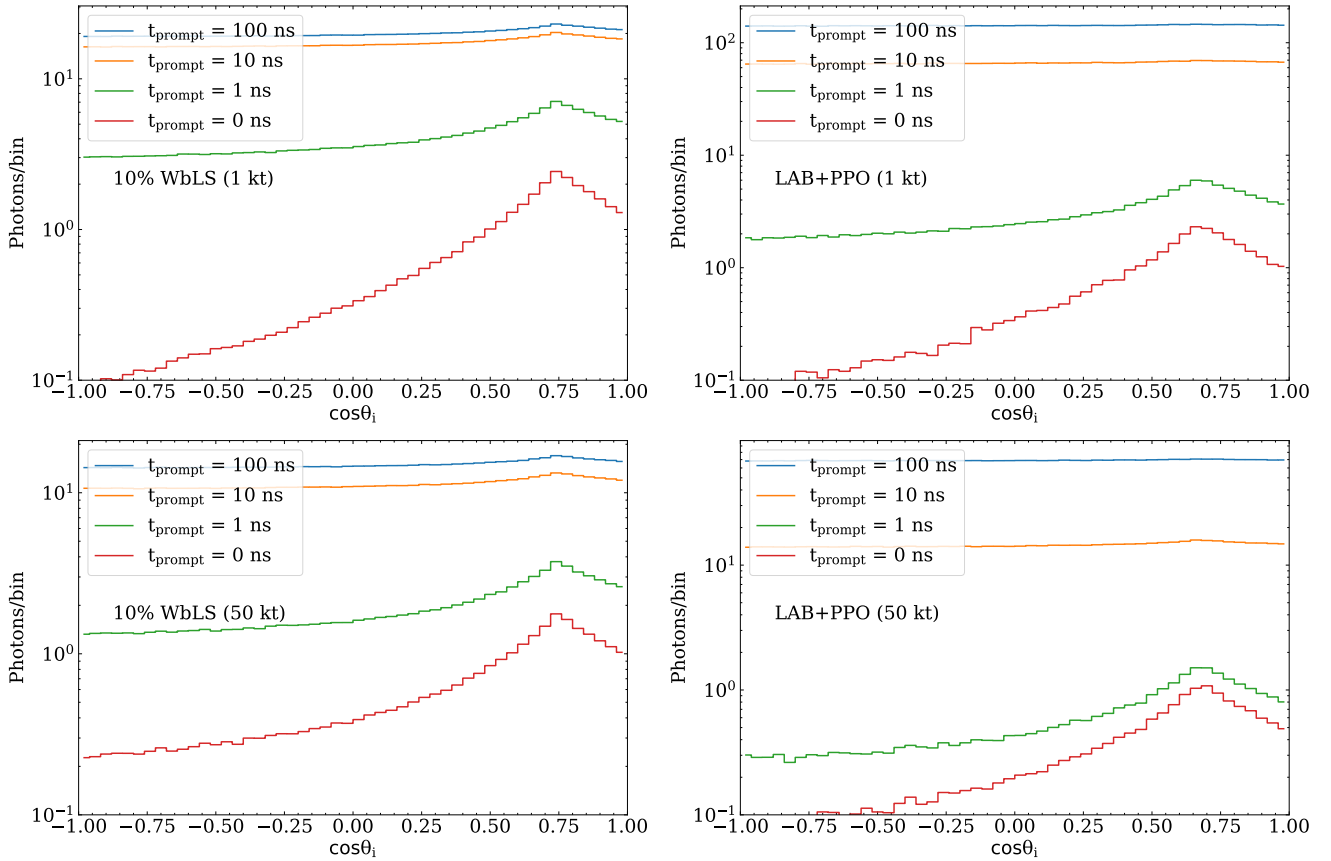 Photons/bin
10^1
10^0
10^-1
t_prompt = 100 ns
t_prompt = 10 ns
t_prompt = 1 ns
t_prompt = 0 ns
10% WbLS (1 kt)
−1.00 −0.75 −0.50 −0.25 0.00 0.25 0.50 0.75 1.00
cosθ_i
Photons/bin
10^2
10^1
10^0
10^-1
t_prompt = 100 ns
t_prompt = 10 ns
t_prompt = 1 ns
t_prompt = 0 ns
LAB+PPO (1 kt)
−1.00 −0.75 −0.50 −0.25 0.00 0.25 0.50 0.75 1.00
cosθ_i
Photons/bin
10^1
10^0
10^-1
t_prompt = 100 ns
t_prompt = 10 ns
t_prompt = 1 ns
t_prompt = 0 ns
10% WbLS (50 kt)
−1.00 −0.75 −0.50 −0.25 0.00 0.25 0.50 0.75 1.00
cosθ_i
Photons/bin
10^1
10^0
10^-1
t_prompt = 100 ns
t_prompt = 10 ns
t_prompt = 1 ns
t_prompt = 0 ns
LAB+PPO (50 kt)
−1.00 −0.75 −0.50 −0.25 0.00 0.25 0.50 0.75 1.00
cosθ_i